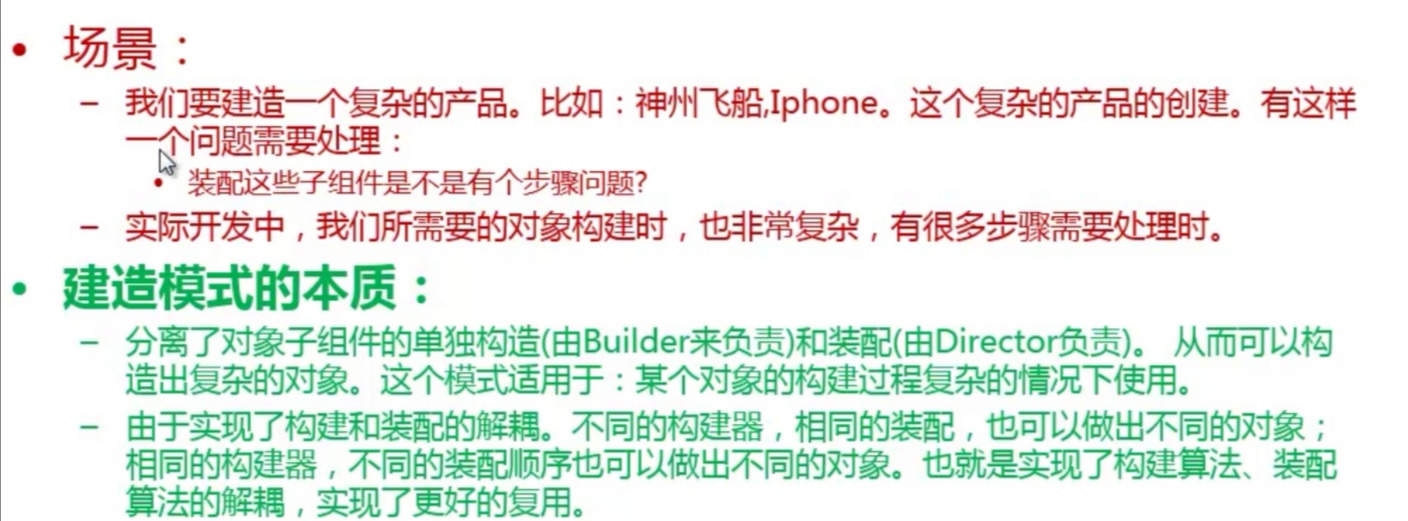 • 场景：
– 我们要建造一个复杂的产品。比如：神州飞船,Iphone。这个复杂的产品的创建。有这样
一个问题需要处理：
• 装配这些子组件是不是有个步骤问题?
– 实际开发中，我们所需要的对象构建时，也非常复杂，有很多步骤需要处理时。
• 建造模式的本质：
– 分离了对象子组件的单独构造(由Builder来负责)和装配(由Director负责)。 从而可以构
造出复杂的对象。这个模式适用于：某个对象的构建过程复杂的情况下使用。
– 由于实现了构建和装配的解耦。不同的构建器，相同的装配，也可以做出不同的对象；
相同的构建器，不同的装配顺序也可以做出不同的对象。也就是实现了构建算法、装配
算法的解耦，实现了更好的复用。